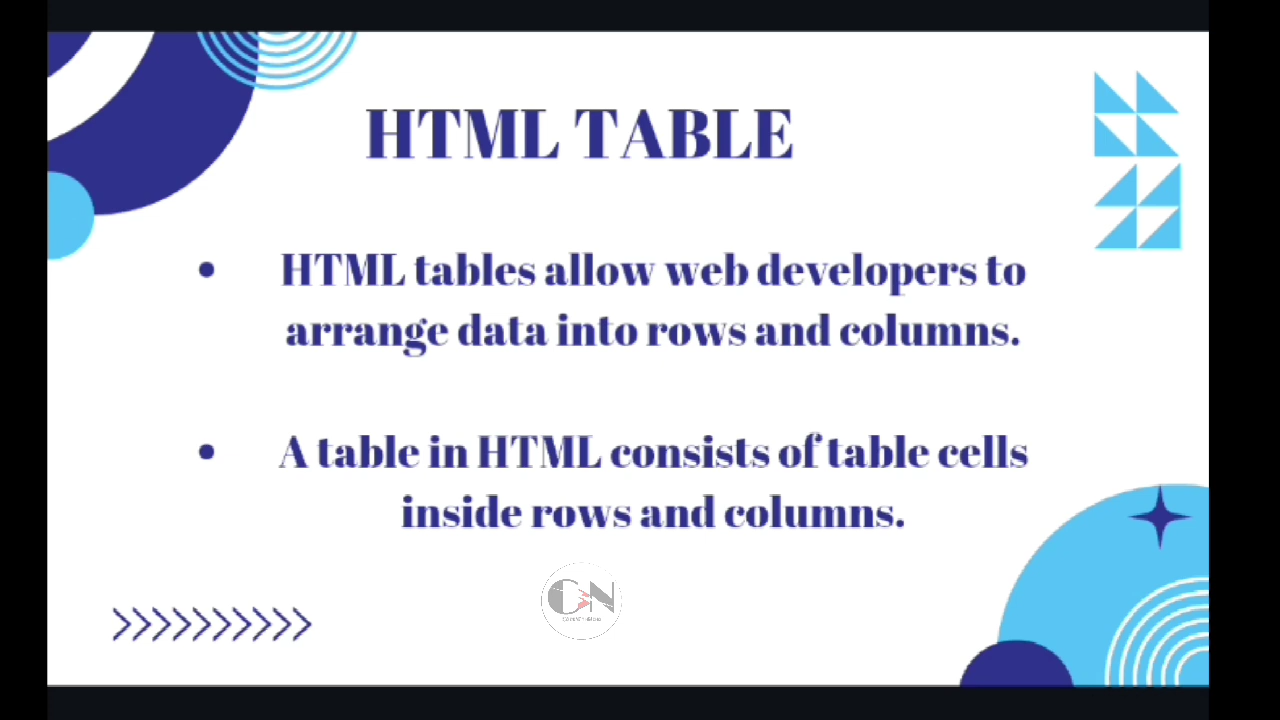 HTML TABLE
• HTML tables allow web developers to
arrange data into rows and columns.
• A table in HTML consists of table cells
inside rows and columns.